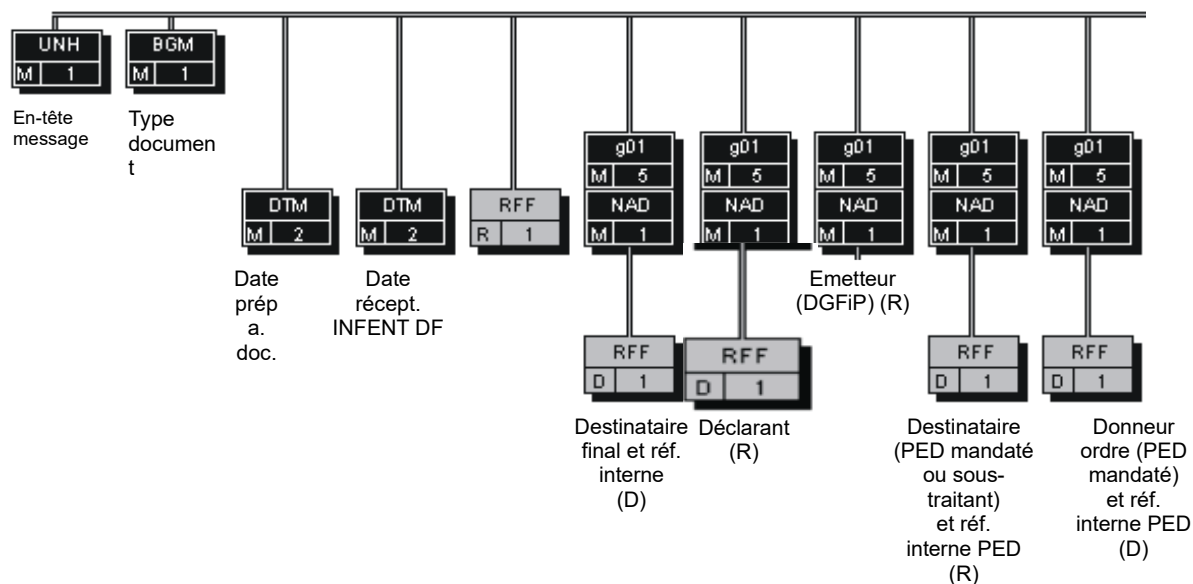 UNH
M 1
En-tête
message
BGM
M 1
Type
documen
t
DTM
M 2
Date
prép
a.
doc.
DTM
M 2
Date
récept.
INFENT DF
RFF
R 1
g01
M 5
NAD
M 1
RFF
D 1
Destinataire
final et réf.
interne
(D)
g01
M 5
NAD
M 1
RFF
D 1
Déclarant
(R)
g01
M 5
NAD
M 1
Emetteur
(DGFiP) (R)
g01
M 5
NAD
M 1
RFF
D 1
Destinataire
(PED mandaté
ou sous-
traitant)
et réf.
interne PED
(R)
g01
M 5
NAD
M 1
RFF
D 1
Donneur
ordre (PED
mandaté)
et réf.
interne PED
(D)